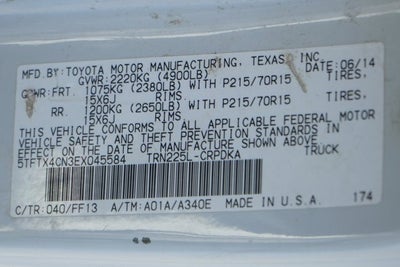 MFD.BY:TOYOTA MOTOR MANUFACTURING, TEXAS, INC.
GVWR:2220KG (4900LB) 06/14
GAWR:FRT. 1075KG (2380LB) WITH P215/70R15 TIRES,
15X6J RIMS
RR. 1200KG (2650LB) WITH P215/70R15 TIRES,
15X6J RIMS
THIS VEHICLE CONFORMS TO ALL APPLICABLE FEDERAL MOTOR
VEHICLE SAFETY AND THEFT PREVENTION STANDARDS IN
EFFECT ON THE DATE OF MANUFACTURE SHOWN ABOVE.
5TFTX4CN3EX045584 TRN225L-CRPDKA TRUCK
C/TR:040/FF13 A/TM:A01A/A340E MADE IN U.S.A. 174